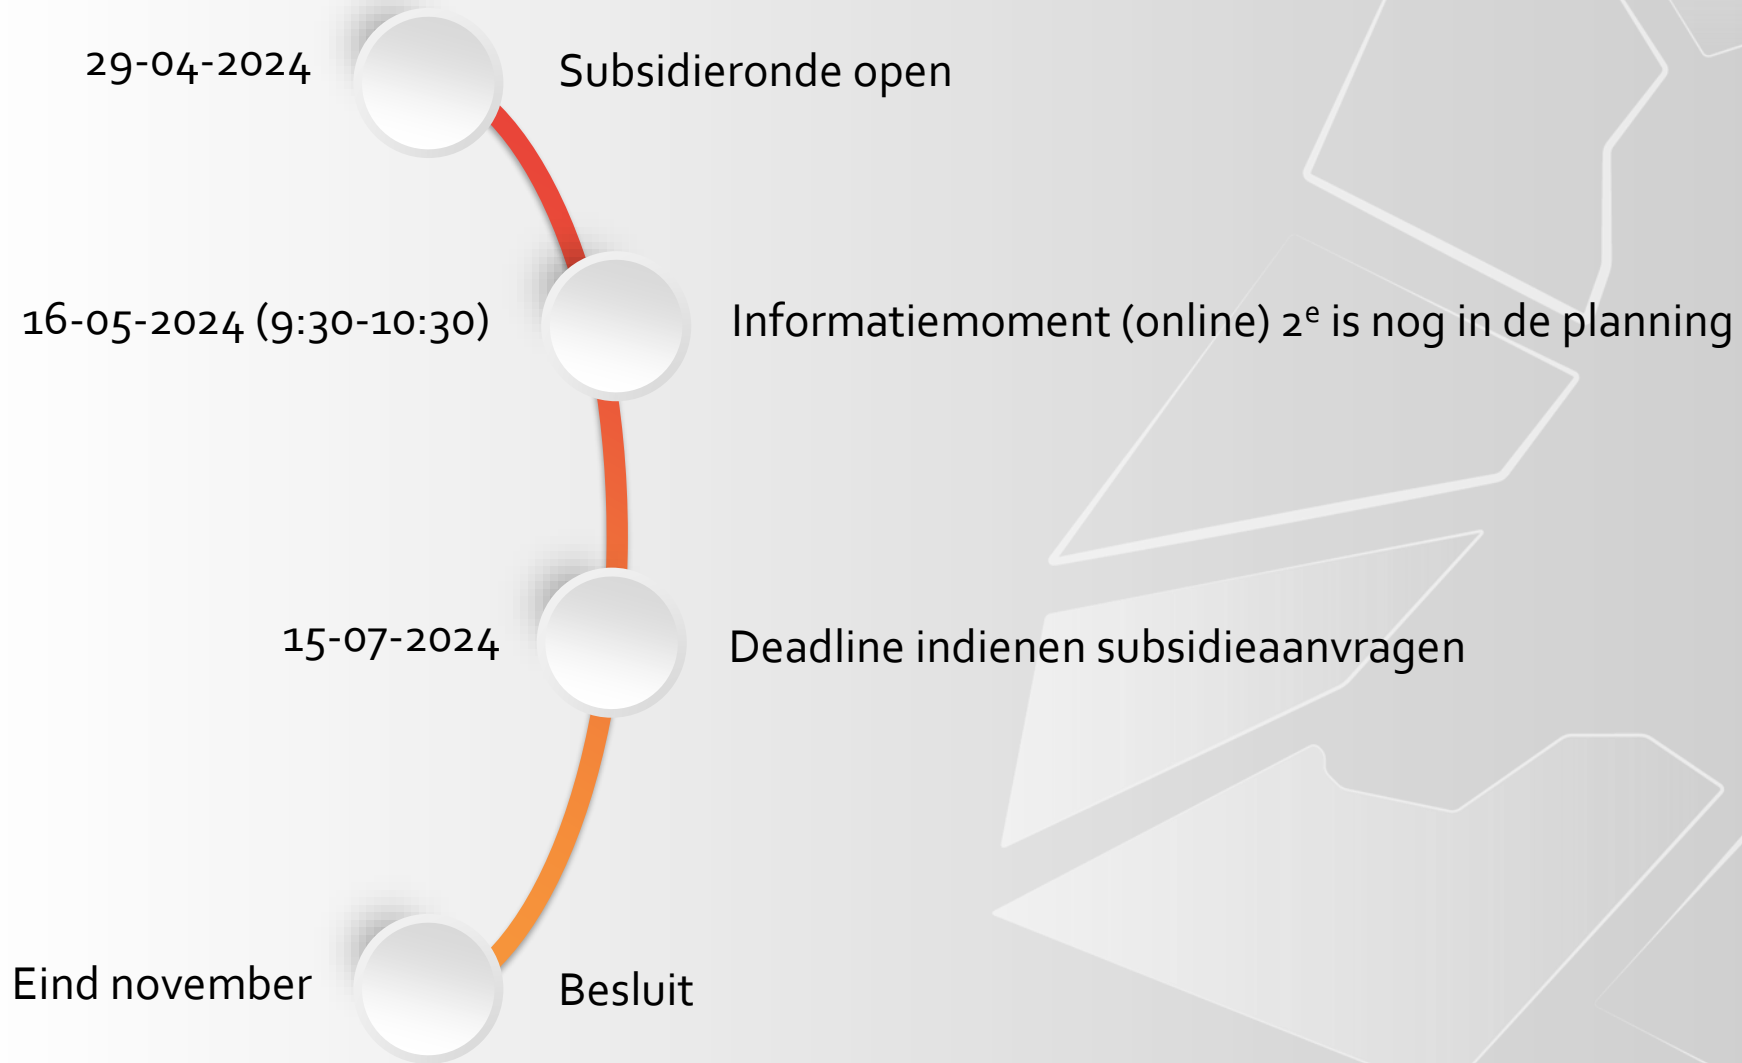 29-04-2024 Subsidieronde open
16-05-2024 (9:30-10:30) Informatiemoment (online) 2e is nog in de planning
15-07-2024 Deadline indienen subsidieaanvragen
Eind november Besluit